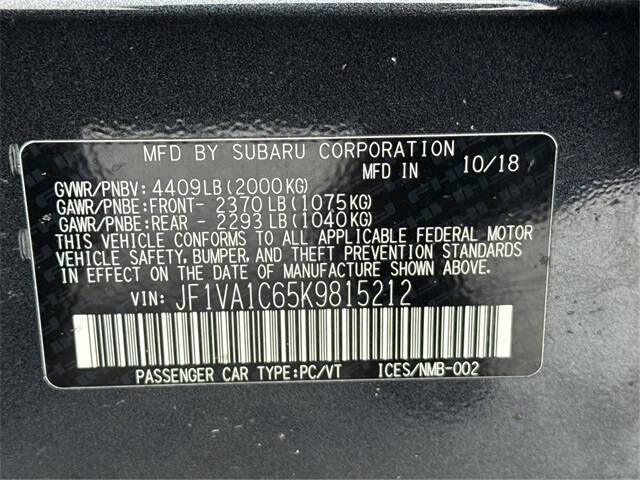 MFD BY SUBARU CORPORATION
MFD IN 10/18
GVWR/PNBV: 4409LB(2000KG)
GAWR/PNBE:FRONT- 2370LB(1075KG)
GAWR/PNBE:REAR - 2293LB(1040KG)
THIS VEHICLE CONFORMS TO ALL APPLICABLE FEDERAL MOTOR
VEHICLE SAFETY, BUMPER, AND THEFT PREVENTION STANDARDS
IN EFFECT ON THE DATE OF MANUFACTURE SHOWN ABOVE.
VIN: JF1VA1C65K9815212
PASSENGER CAR TYPE:PC/VT ICES/NMB-002